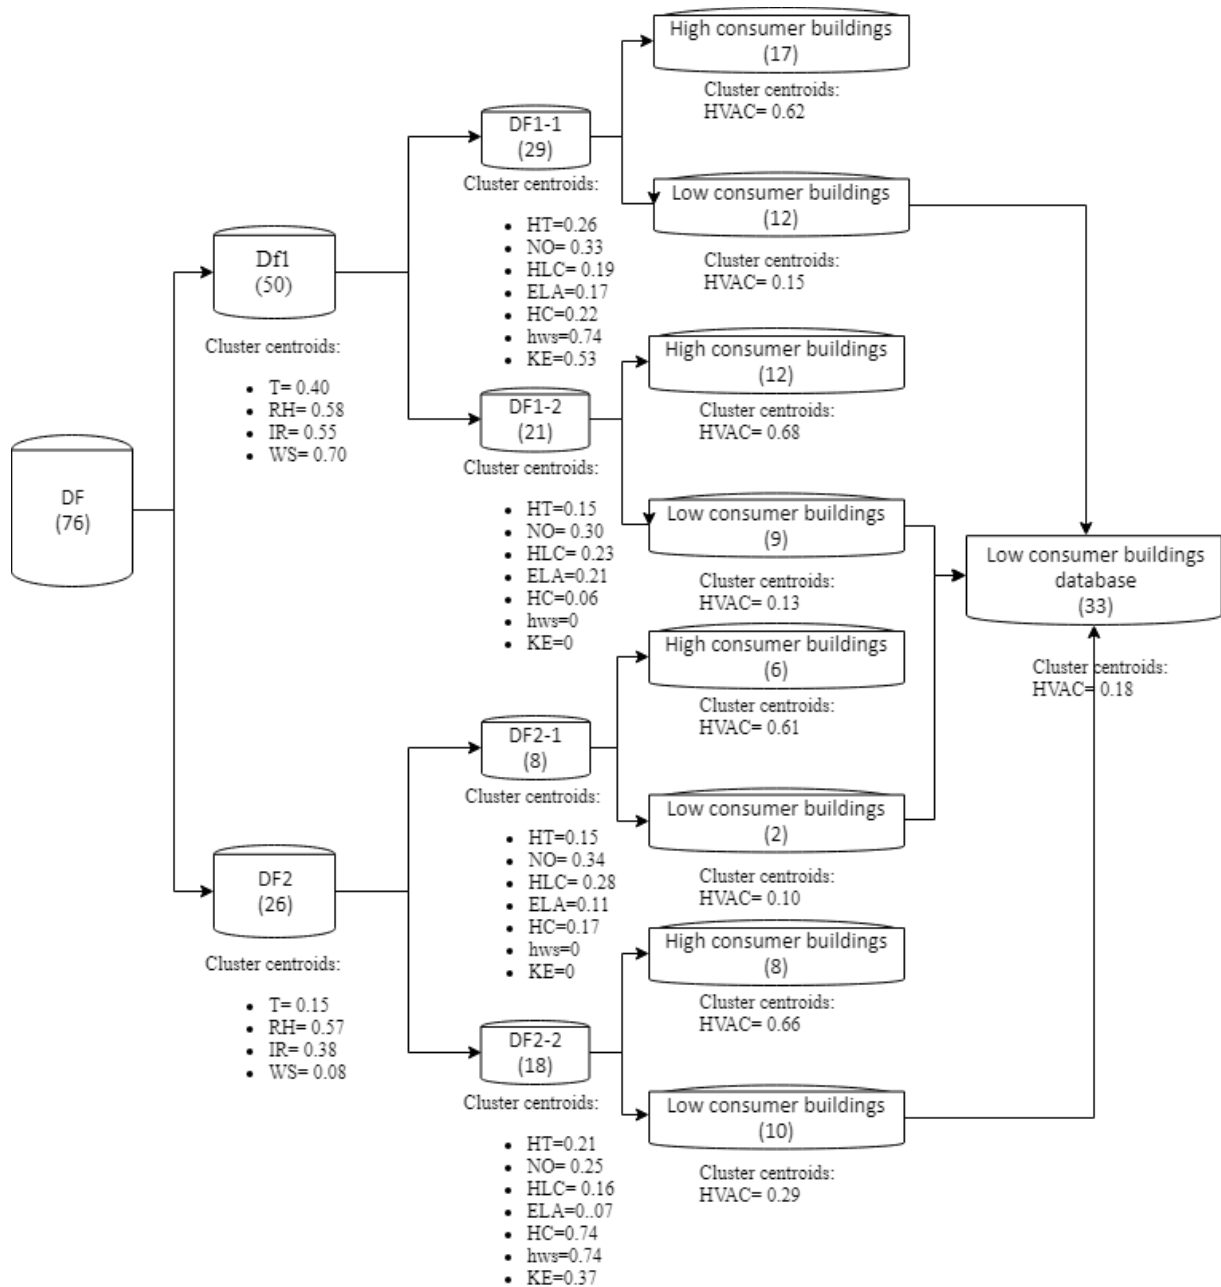 High consumer buildings
(17)
Cluster centroids:
HVAC= 0.62
DF1-1
(29)
Cluster centroids:
HT=0.26
NO= 0.33
HLC= 0.19
ELA=0.17
HC=0.22
hws=0.74
KE=0.53
Low consumer buildings
(12)
Cluster centroids:
HVAC= 0.15
Df1
(50)
Cluster centroids:
T= 0.40
RH= 0.58
IR= 0.55
WS= 0.70
High consumer buildings
(12)
Cluster centroids:
HVAC= 0.68
DF1-2
(21)
Cluster centroids:
HT=0.15
NO= 0.30
HLC= 0.23
ELA=0.21
HC=0.06
hws=0
KE=0
DF
(76)
Low consumer buildings
(9)
Cluster centroids:
HVAC= 0.13
Low consumer buildings
database
(33)
Cluster centroids:
HVAC= 0.18
High consumer buildings
(6)
Cluster centroids:
HVAC= 0.61
DF2-1
(8)
Cluster centroids:
HT=0.15
NO= 0.34
HLC= 0.28
ELA=0.11
HC=0.17
hws=0
KE=0
Low consumer buildings
(2)
Cluster centroids:
HVAC= 0.10
DF2
(26)
Cluster centroids:
T= 0.15
RH= 0.57
IR= 0.38
WS= 0.08
High consumer buildings
(8)
Cluster centroids:
HVAC= 0.66
DF2-2
(18)
Cluster centroids:
HT=0.21
NO= 0.25
HLC= 0.16
ELA=0..07
HC=0.74
hws=0.74
KE=0.37
Low consumer buildings
(10)
Cluster centroids:
HVAC= 0.29